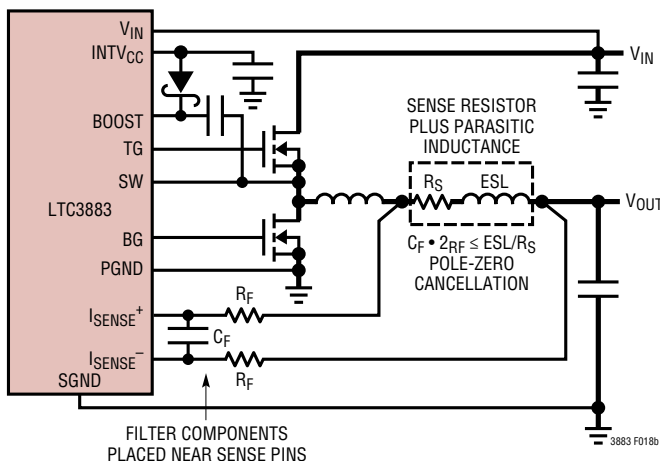 V_IN
INTV_CC
BOOST
TG
SW
LTC3883
BG
PGND
I_SENSE^+
I_SENSE^–
SGND
V_IN
SENSE RESISTOR
PLUS PARASITIC
INDUCTANCE
R_S
ESL
V_OUT
C_F • 2_RF ≤ ESL/R_S
POLE-ZERO
CANCELLATION
R_F
C_F
R_F
FILTER COMPONENTS
PLACED NEAR SENSE PINS
3883 F018b